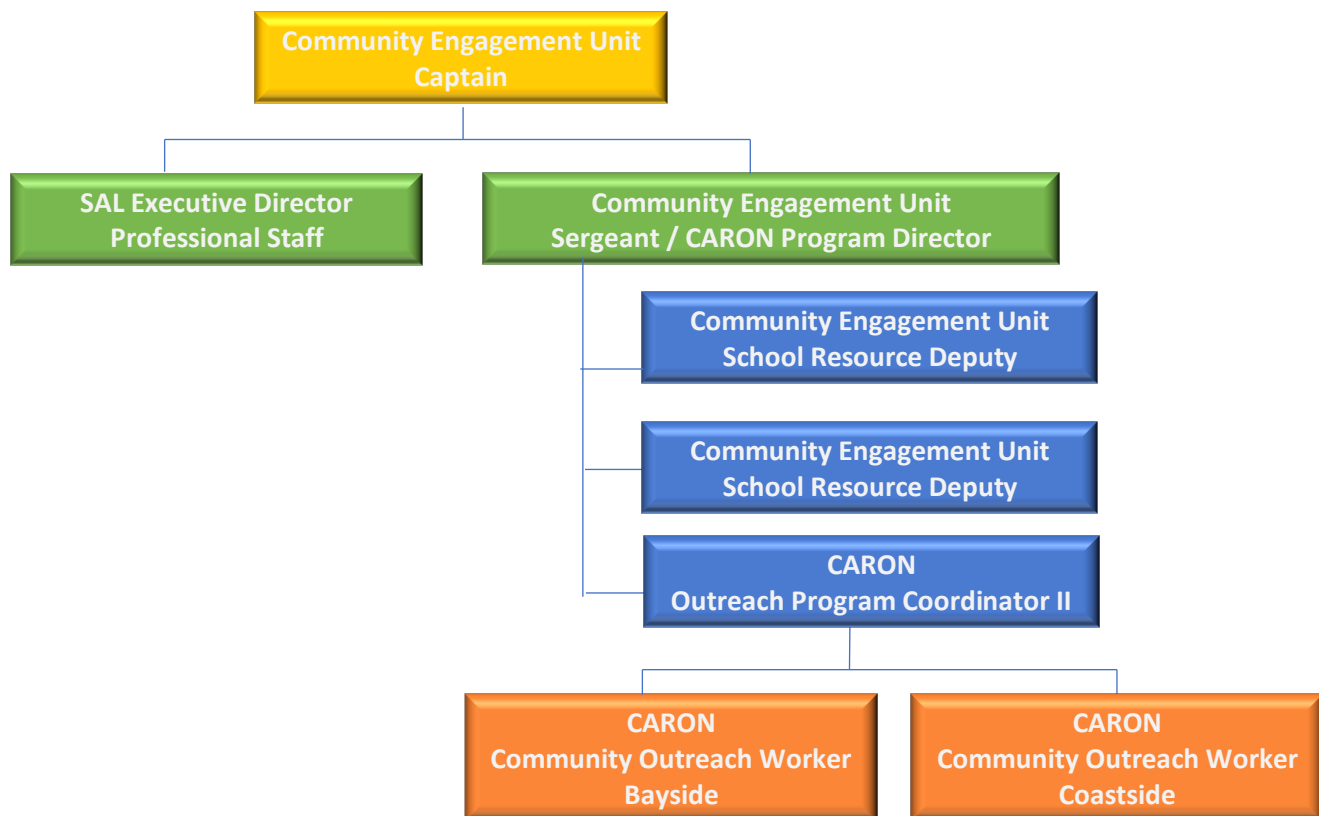 Community Engagement Unit
Captain
SAL Executive Director
Professional Staff
Community Engagement Unit
Sergeant / CARON Program Director
Community Engagement Unit
School Resource Deputy
Community Engagement Unit
School Resource Deputy
CARON
Outreach Program Coordinator II
CARON
Community Outreach Worker
Bayside
CARON
Community Outreach Worker
Coastside